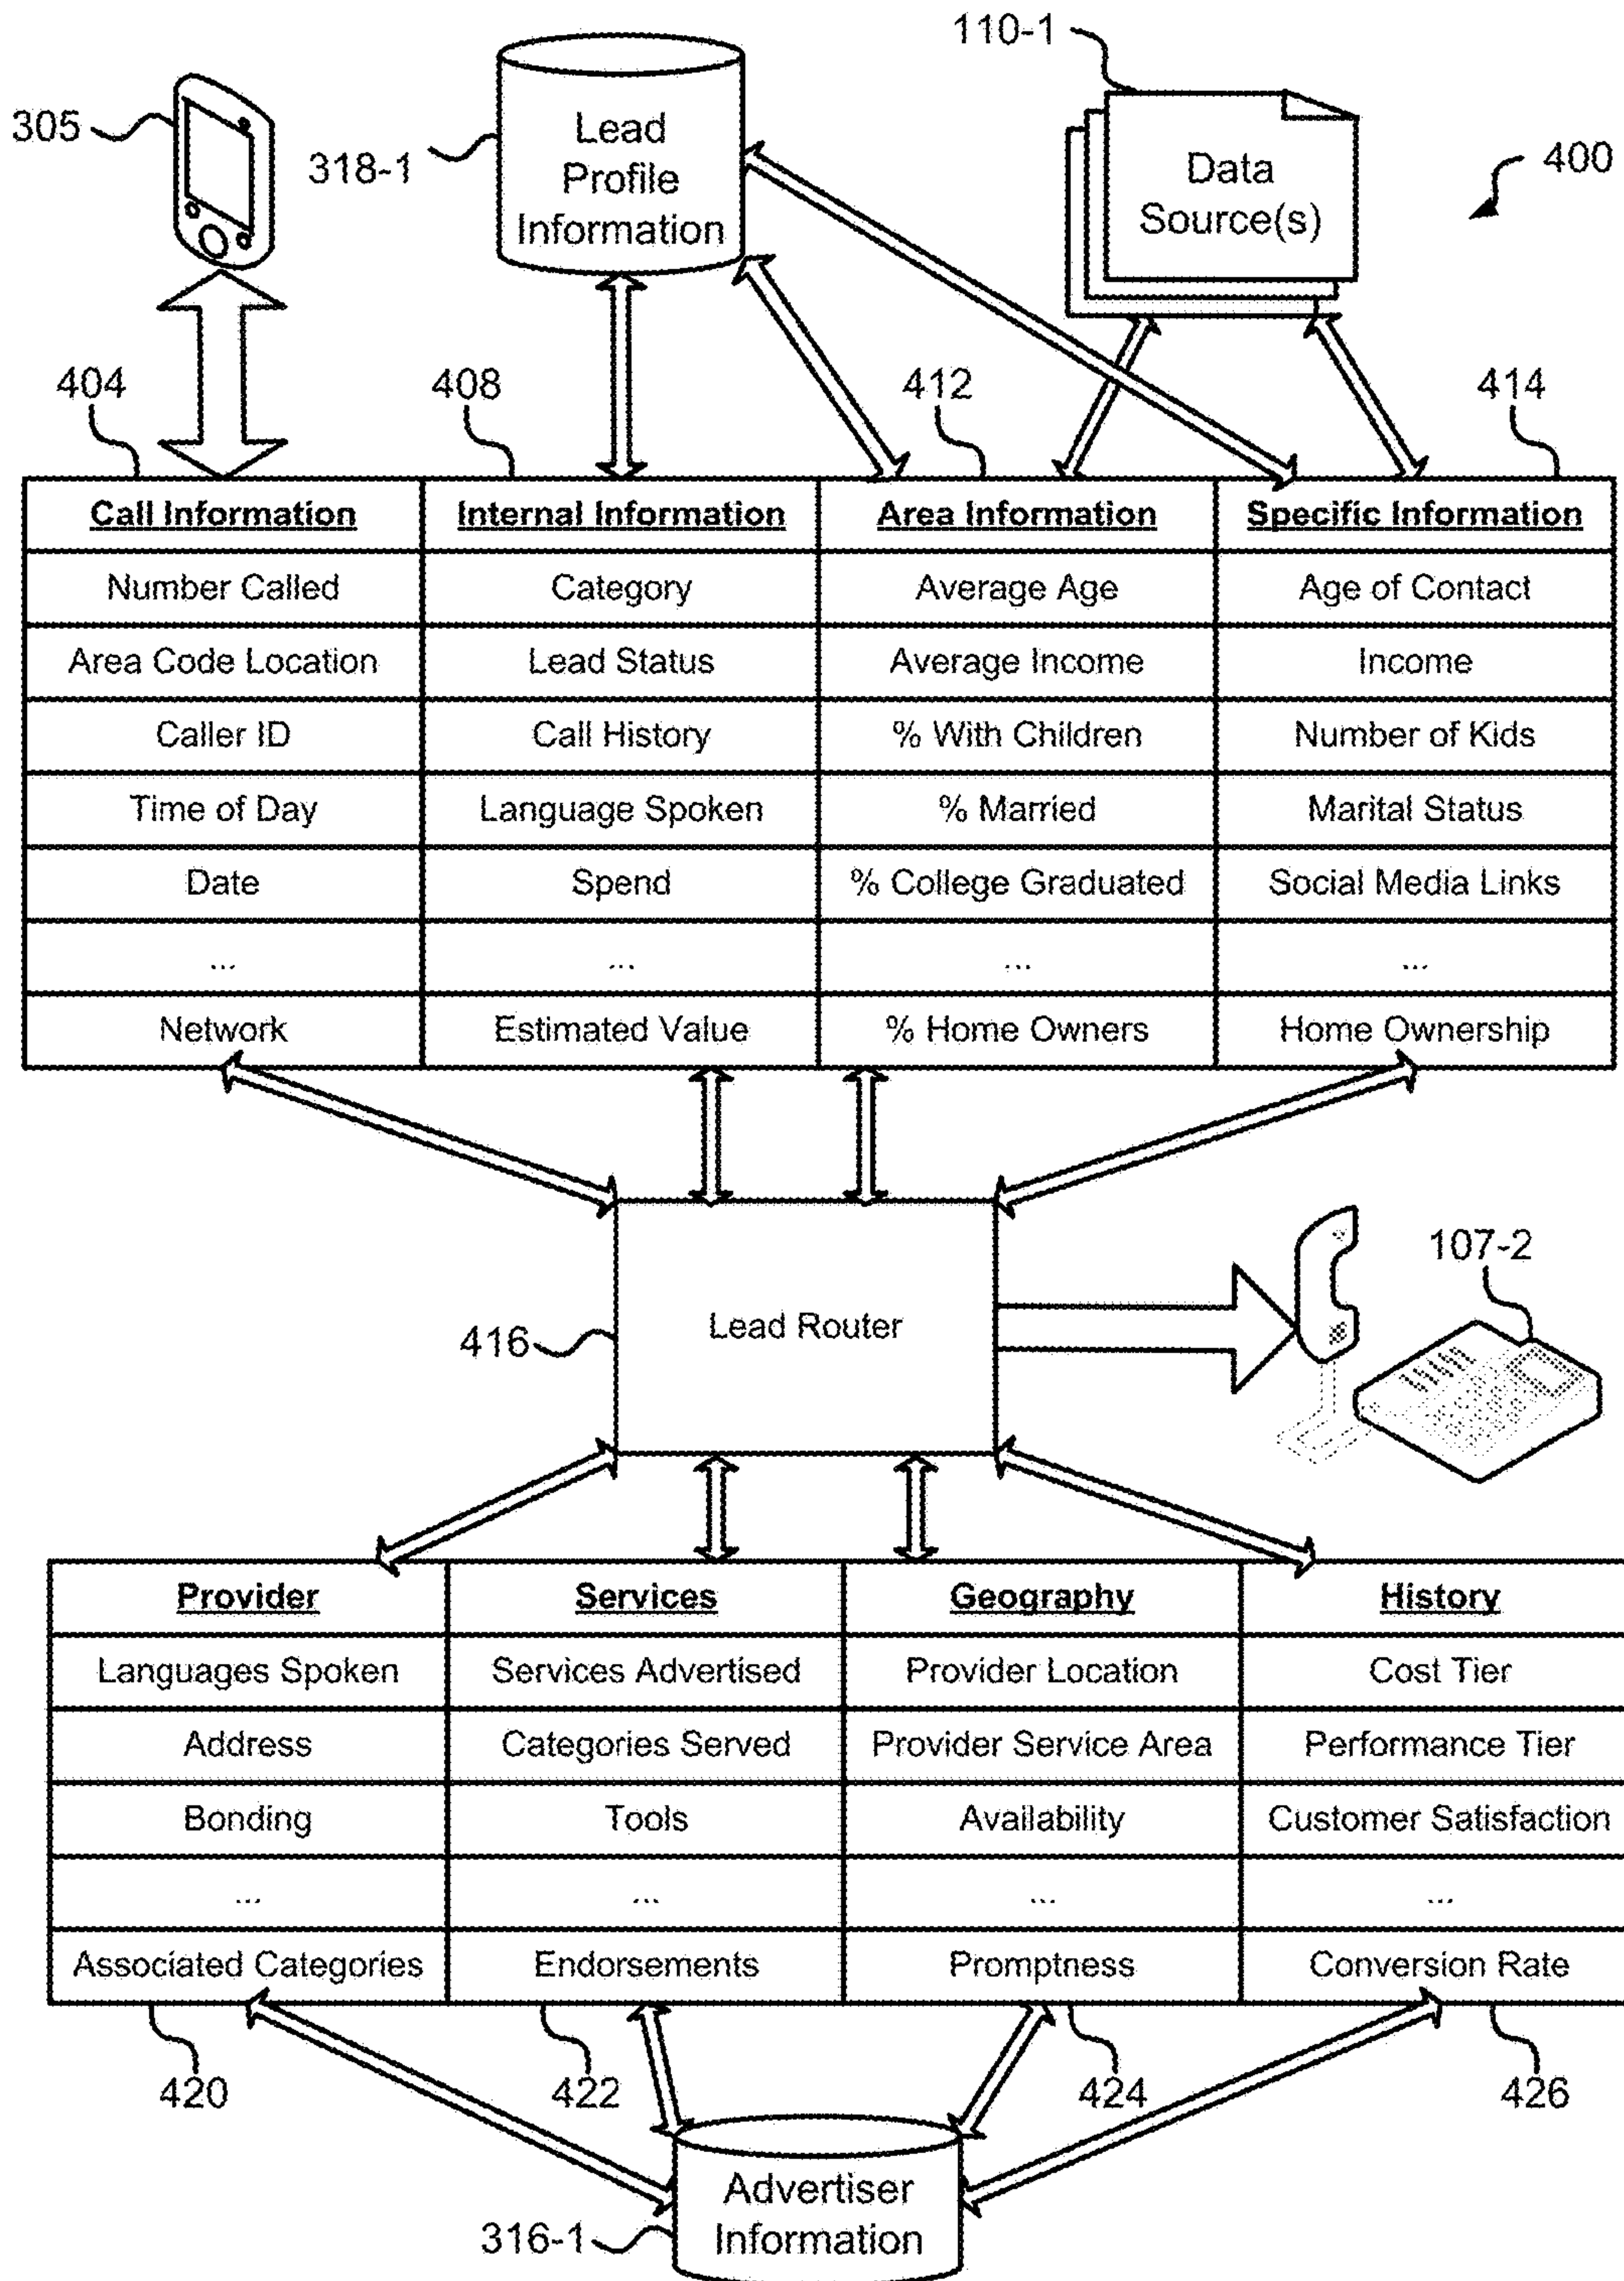 110-1
305
318-1
Lead
Profile
Information
Data
Source(s)
400
404
408
412
414
Call Information
Internal Information
Area Information
Specific Information
Number Called
Category
Average Age
Age of Contact
Area Code Location
Lead Status
Average Income
Income
Caller ID
Call History
% With Children
Number of Kids
Time of Day
Language Spoken
% Married
Marital Status
Date
Spend
% College Graduated
Social Media Links
...
...
...
...
Network
Estimated Value
% Home Owners
Home Ownership
107-2
416
Lead Router
Provider
Services
Geography
History
Languages Spoken
Services Advertised
Provider Location
Cost Tier
Address
Categories Served
Provider Service Area
Performance Tier
Bonding
Tools
Availability
Customer Satisfaction
...
...
...
...
Associated Categories
Endorsements
Promptness
Conversion Rate
420
422
424
426
316-1
Advertiser
Information